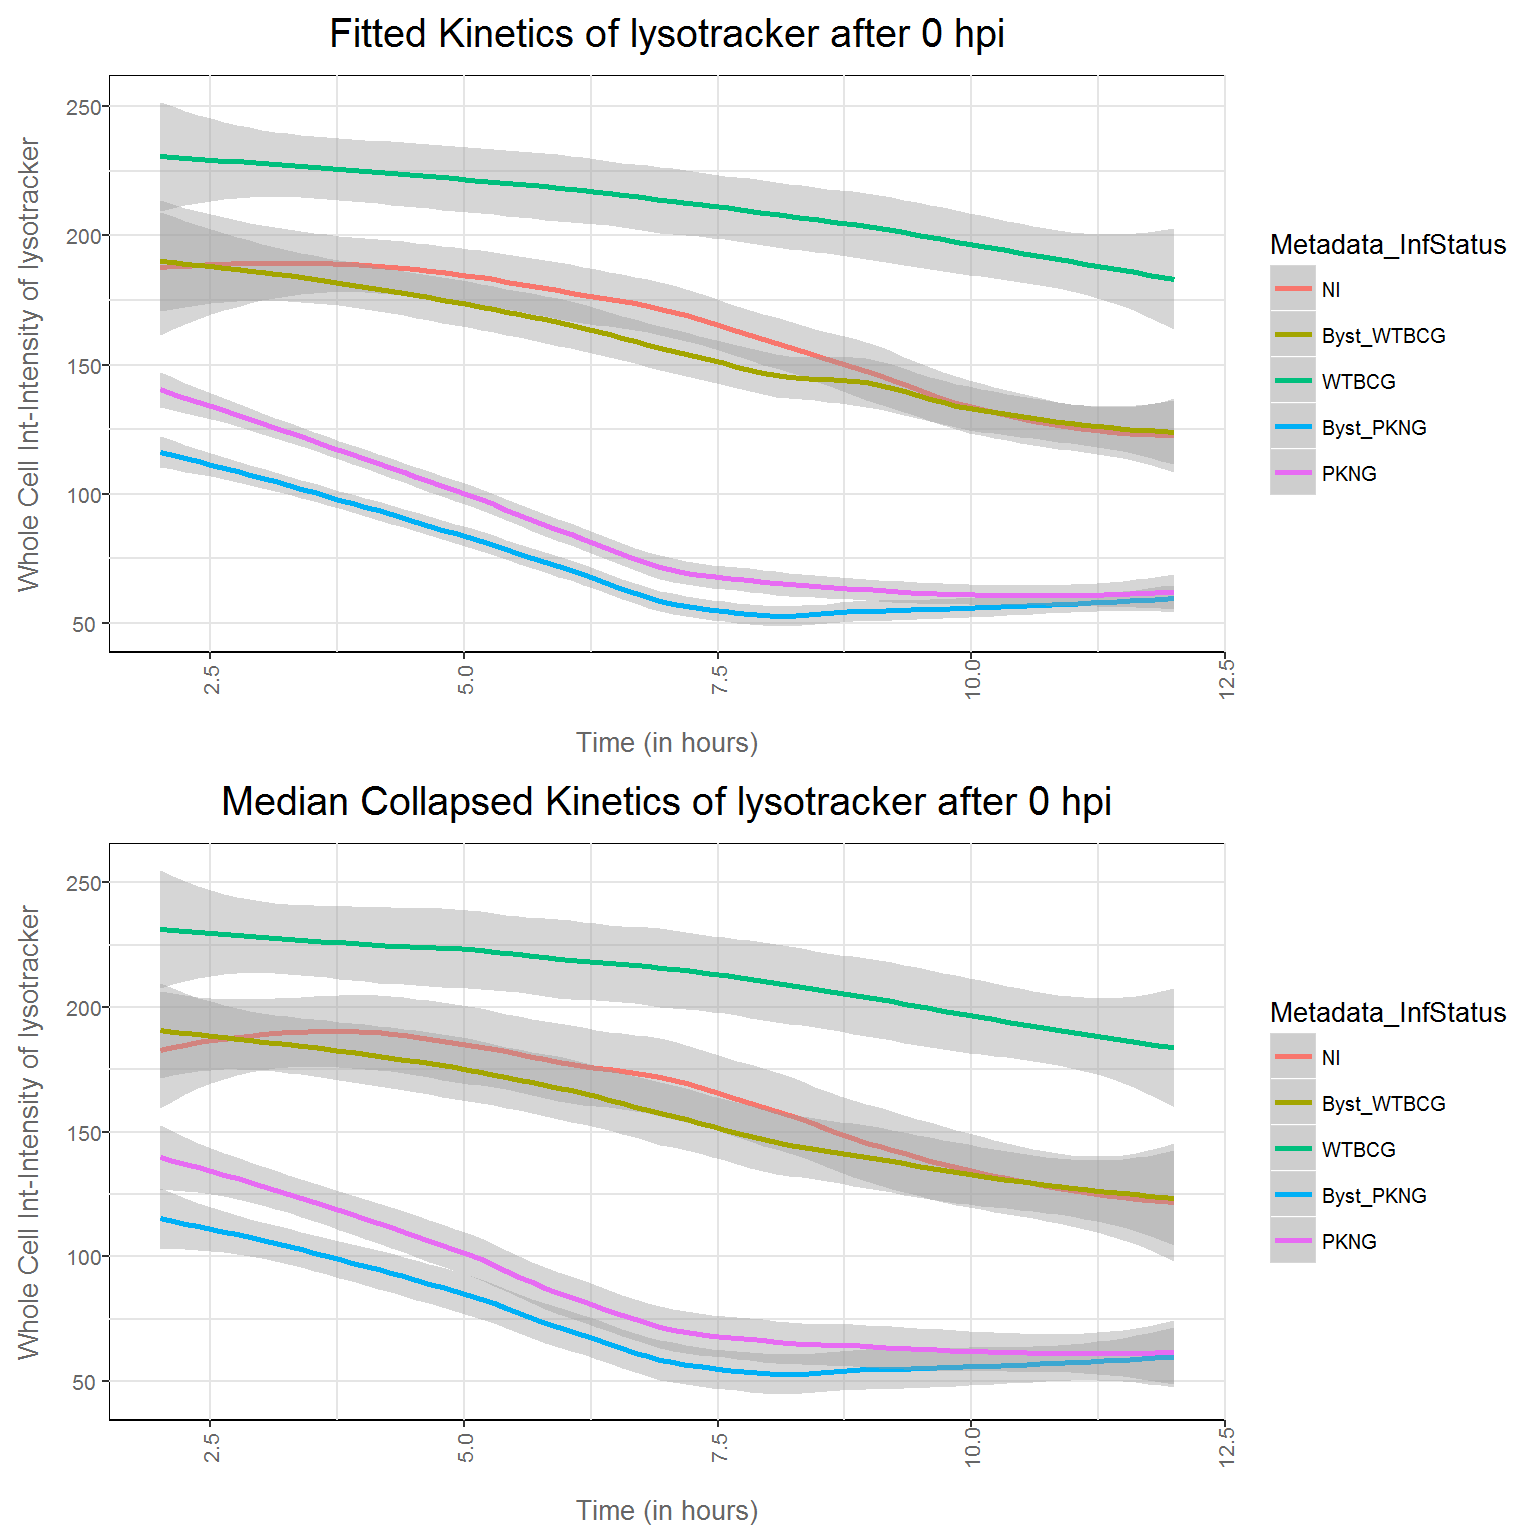 Fitted Kinetics of lysotracker after 0 hpi
Whole Cell Int-Intensity of lysotracker
250
200
150
100
50
2.5
5.0
7.5
10.0
12.5
Time (in hours)
Metadata_InfStatus
NI
Byst_WTBCG
WTBCG
Byst_PKNG
PKNG
Median Collapsed Kinetics of lysotracker after 0 hpi
Whole Cell Int-Intensity of lysotracker
250
200
150
100
50
2.5
5.0
7.5
10.0
12.5
Time (in hours)
Metadata_InfStatus
NI
Byst_WTBCG
WTBCG
Byst_PKNG
PKNG